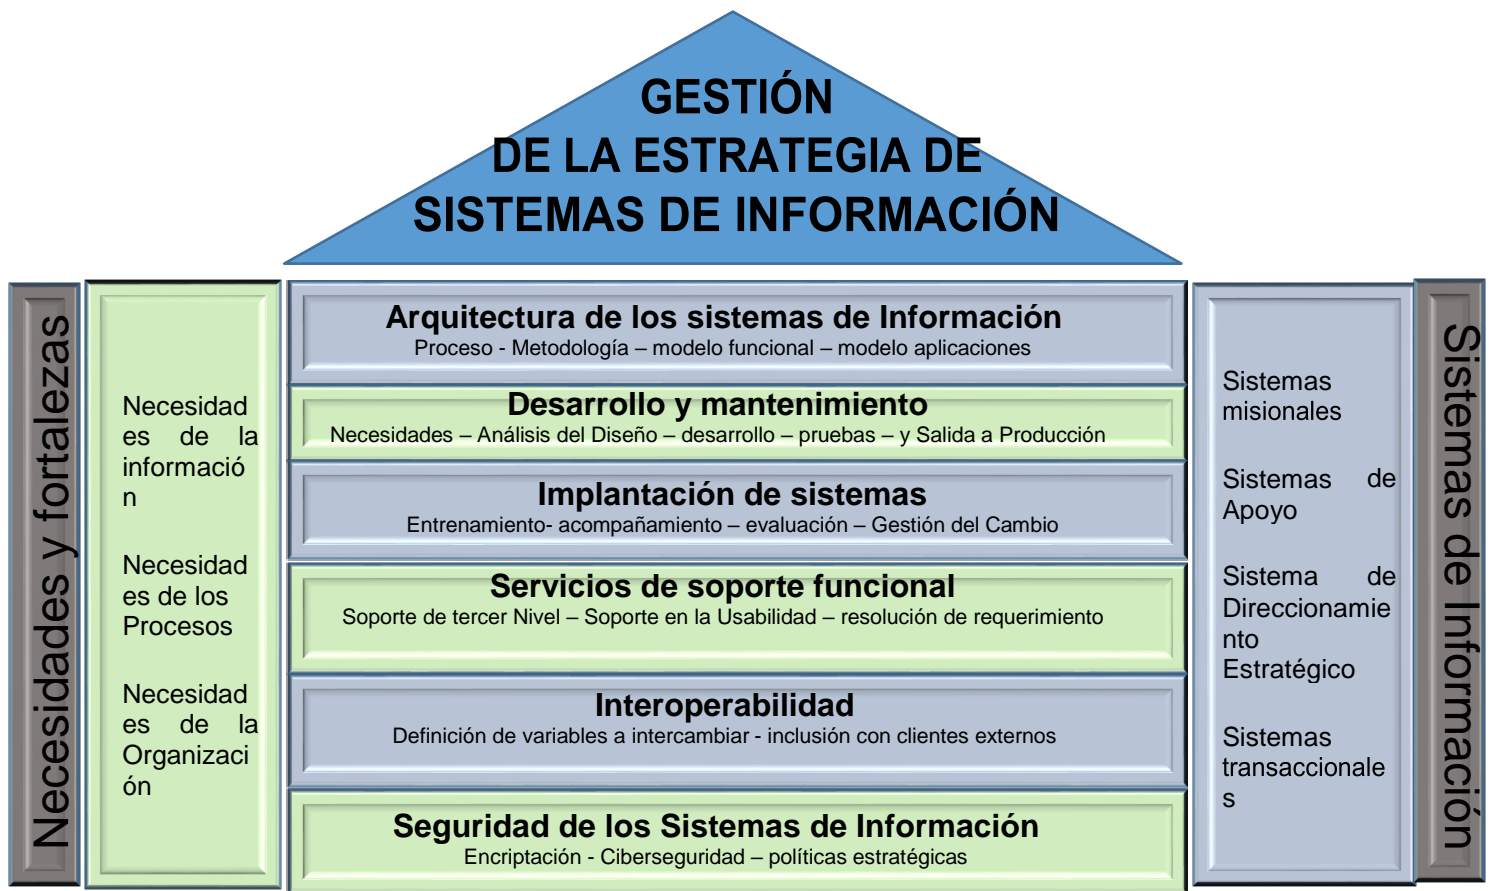 GESTIÓN
DE LA ESTRATEGIA DE
SISTEMAS DE INFORMACIÓN
Necesidades y fortalezas
Necesidad
es de la
informació
n
Necesidad
es de los
Procesos
Necesidad
es de la
Organizaci
ón
Arquitectura de los sistemas de Información
Proceso - Metodología – modelo funcional – modelo aplicaciones
Desarrollo y mantenimiento
Necesidades – Análisis del Diseño – desarrollo – pruebas – y Salida a Producción
Implantación de sistemas
Entrenamiento- acompañamiento – evaluación – Gestión del Cambio
Servicios de soporte funcional
Soporte de tercer Nivel – Soporte en la Usabilidad – resolución de requerimiento
Interoperabilidad
Definición de variables a intercambiar - inclusión con clientes externos
Seguridad de los Sistemas de Información
Encriptación - Ciberseguridad – políticas estratégicas
Sistemas
misionales
Sistemas de
Apoyo
Sistema de
Direccionamie
nto
Estratégico
Sistemas
transaccionale
s
Sistemas de Información